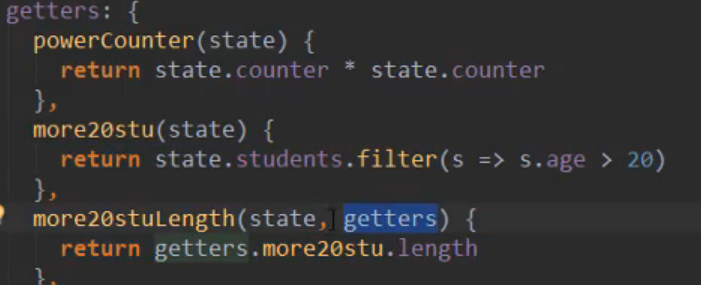 getters: {
powerCounter(state) {
return state.counter * state.counter
},
more20stu(state) {
return state.students.filter(s => s.age > 20)
},
more20stuLength(state, getters) {
return getters.more20stu.length
},